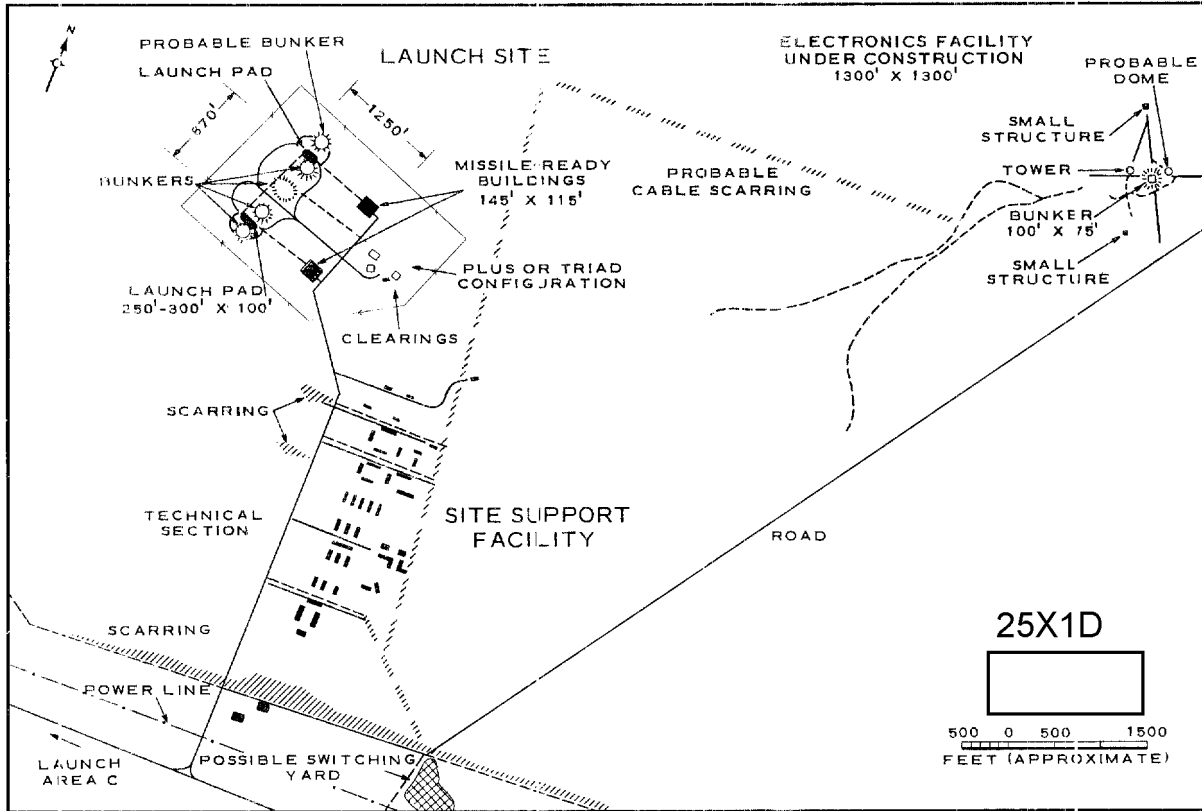 N
PROBABLE BUNKER
LAUNCH PAD
LAUNCH SITE
670'
1250'
BUNKERS
MISSILE-READY
BUILDINGS
145' X 115'
PLUS OR TRIAD
CONFIGURATION
LAUNCH PAD
250'-300' X 100'
CLEARINGS
ELECTRONICS FACILITY
UNDER CONSTRUCTION
1300' X 1300'
PROBABLE
DOME
SMALL
STRUCTURE
TOWER
PROBABLE
CABLE SCARRING
BUNKER
100' X 75'
SMALL
STRUCTURE
SCARRING
TECHNICAL
SECTION
SITE SUPPORT
FACILITY
ROAD
SCARRING
POWER LINE
LAUNCH
AREA C
POSSIBLE SWITCHING
YARD
25X1D
500 0 500 1500
FEET (APPROXIMATE)